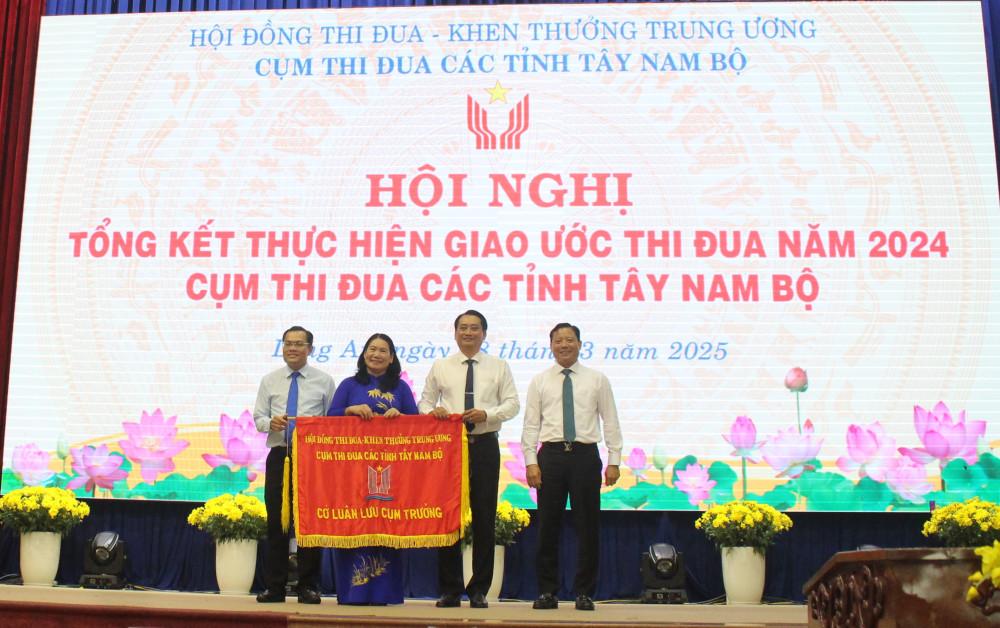 HỘI ĐỒNG THI ĐUA - KHEN THƯỞNG TRUNG ƯƠNG
CỤM THI ĐUA CÁC TỈNH TÂY NAM BỘ
HỘI NGHỊ
TỔNG KẾT THỰC HIỆN GIAO ƯỚC THI ĐUA NĂM 2024
CỤM THI ĐUA CÁC TỈNH TÂY NAM BỘ
ngày 8 tháng 3 năm 2025
HỘI ĐỒNG THI ĐUA-KHEN THƯỞNG TRUNG ƯƠNG
CỤM THI ĐUA CÁC TỈNH TÂY NAM BỘ
CỜ LUÂN LƯU CỤM TRƯỞNG